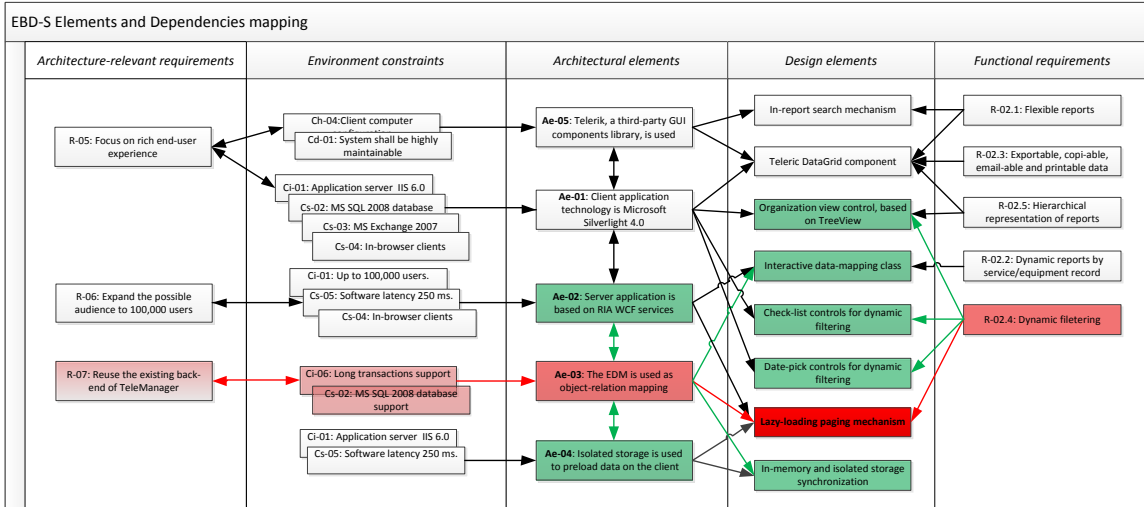 EBD-S Elements and Dependencies mapping
Architecture-relevant requirements
Environment constraints
Architectural elements
Design elements
Functional requirements
R-05: Focus on rich end-user
experience
R-06: Expand the possible
audience to 100,000 users
R-07: Reuse the existing back-
end of TeleManager
Ch-04:Client computer
Cd-01: System shall be highly
maintainable
Ci-01: Application server  IIS 6.0
Cs-02: MS SQL 2008 database
Cs-03: MS Exchange 2007
Cs-04: In-browser clients
Ci-01: Up to 100,000 users.
Cs-05: Software latency 250 ms.
Cs-04: In-browser clients
Ci-06: Long transactions support
Cs-02: MS SQL 2008 database
support
Ci-01: Application server  IIS 6.0
Cs-05: Software latency 250 ms.
Ae-05: Telerik, a third-party GUI
components library, is used
Ae-01: Client application
technology is Microsoft
Silverlight 4.0
Ae-02: Server application is
based on RIA WCF services
Ae-03: The EDM is used as
object-relation mapping
Ae-04: Isolated storage is used
to preload data on the client
In-report search mechanism
Teleric DataGrid component
Organization view control, based
on TreeView
Interactive data-mapping class
Check-list controls for dynamic
filtering
Date-pick controls for dynamic
filtering
Lazy-loading paging mechanism
In-memory and isolated storage
synchronization
R-02.1: Flexible reports
R-02.3: Exportable, copi-able,
email-able and printable data
R-02.5: Hierarchical
representation of reports
R-02.2: Dynamic reports by
service/equipment record
R-02.4: Dynamic filetering